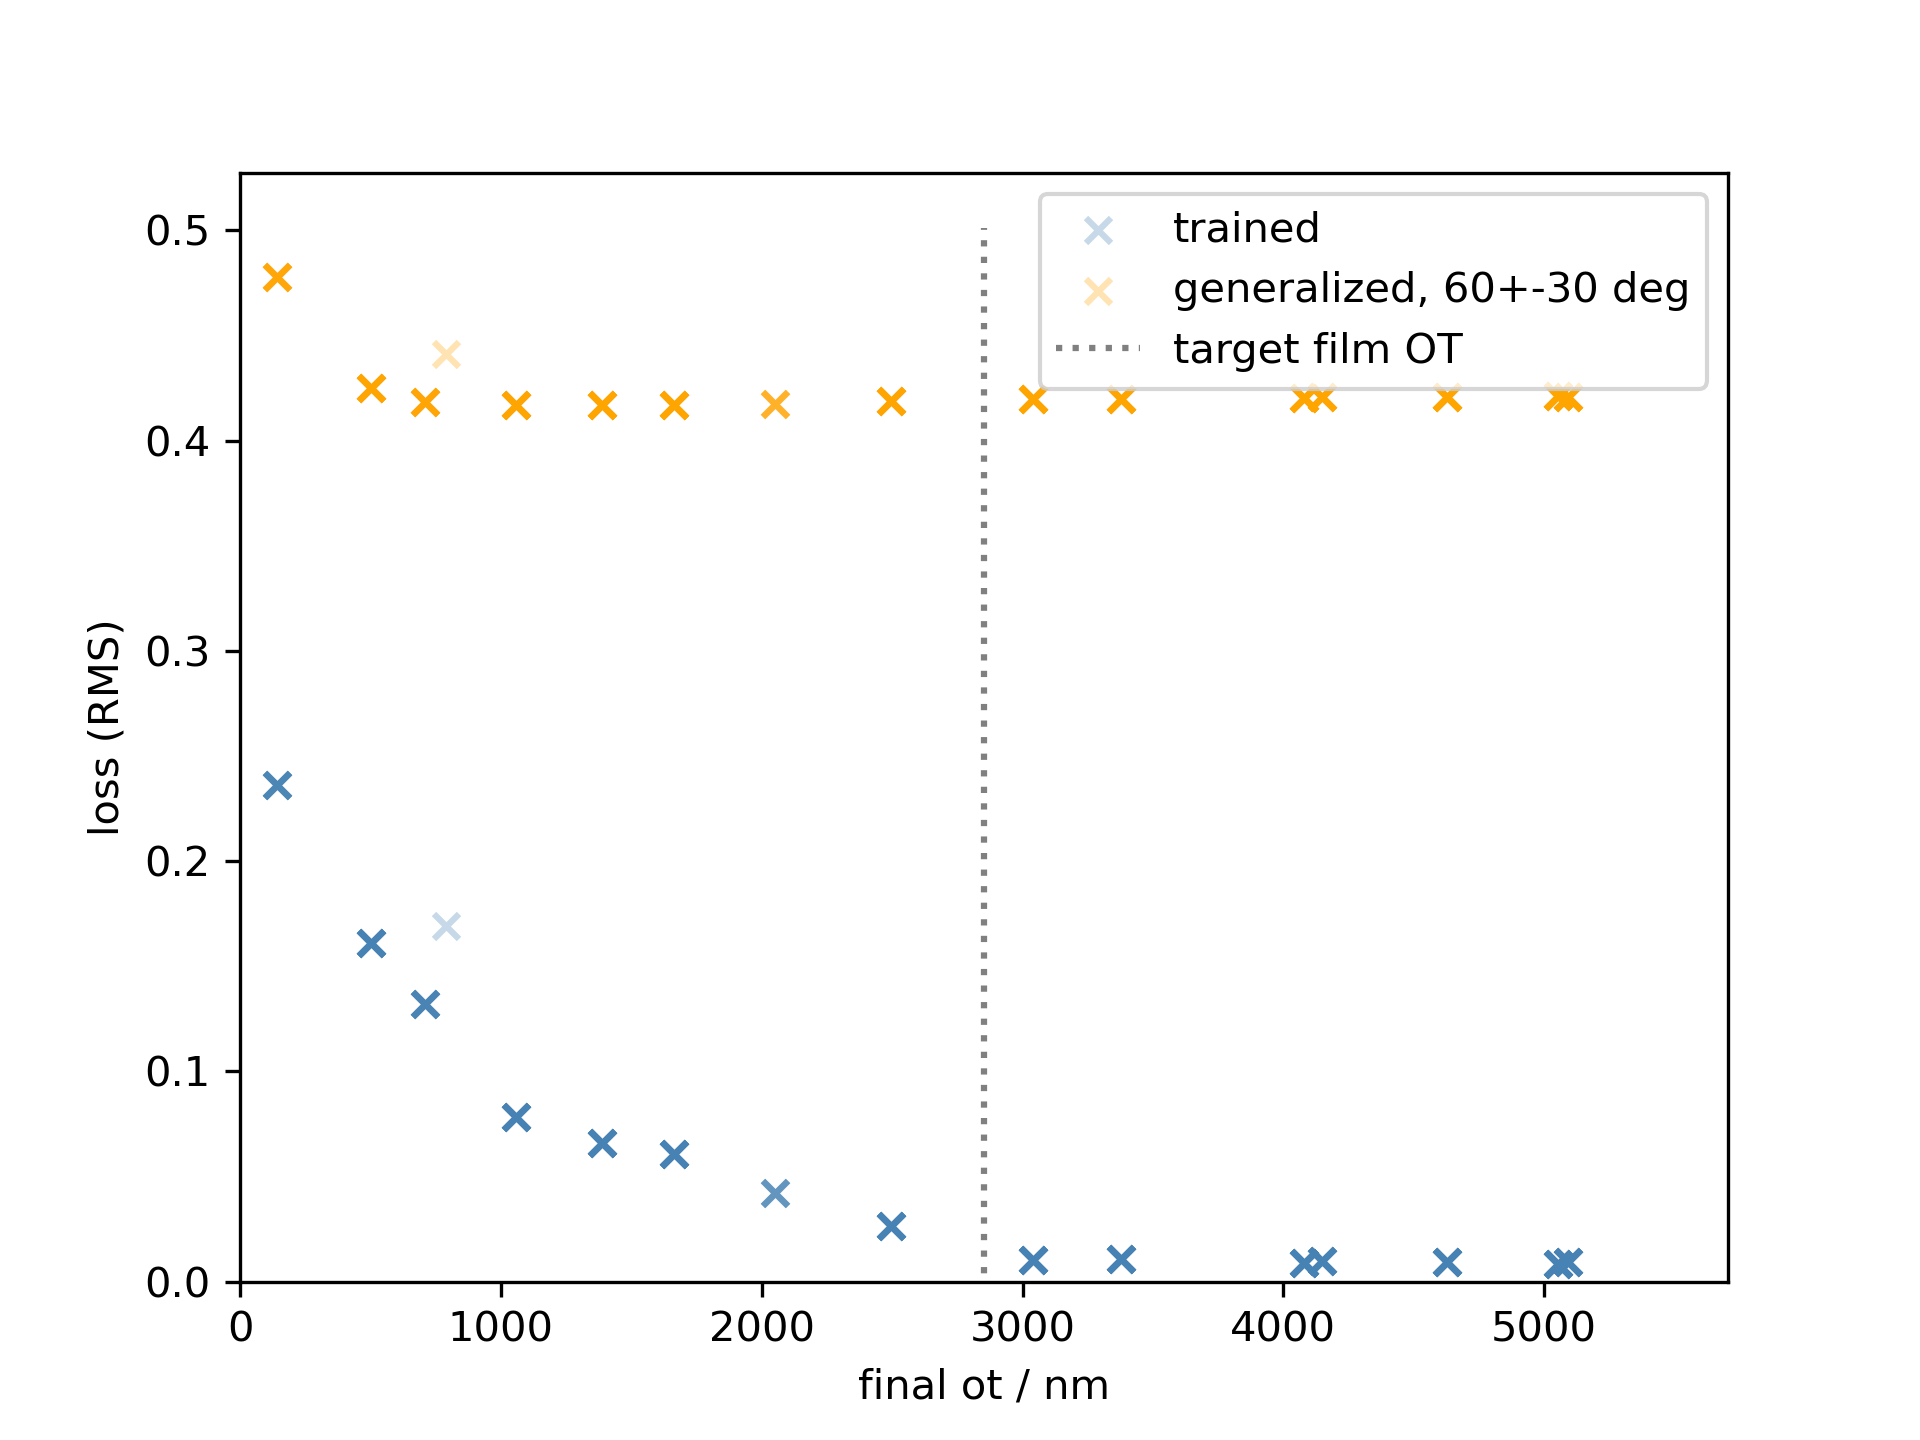 trained
generalized, 60+-30 deg
target film OT
0.5
0.4
0.3
0.2
0.1
0.0
loss (RMS)
0 1000 2000 3000 4000 5000
final ot / nm